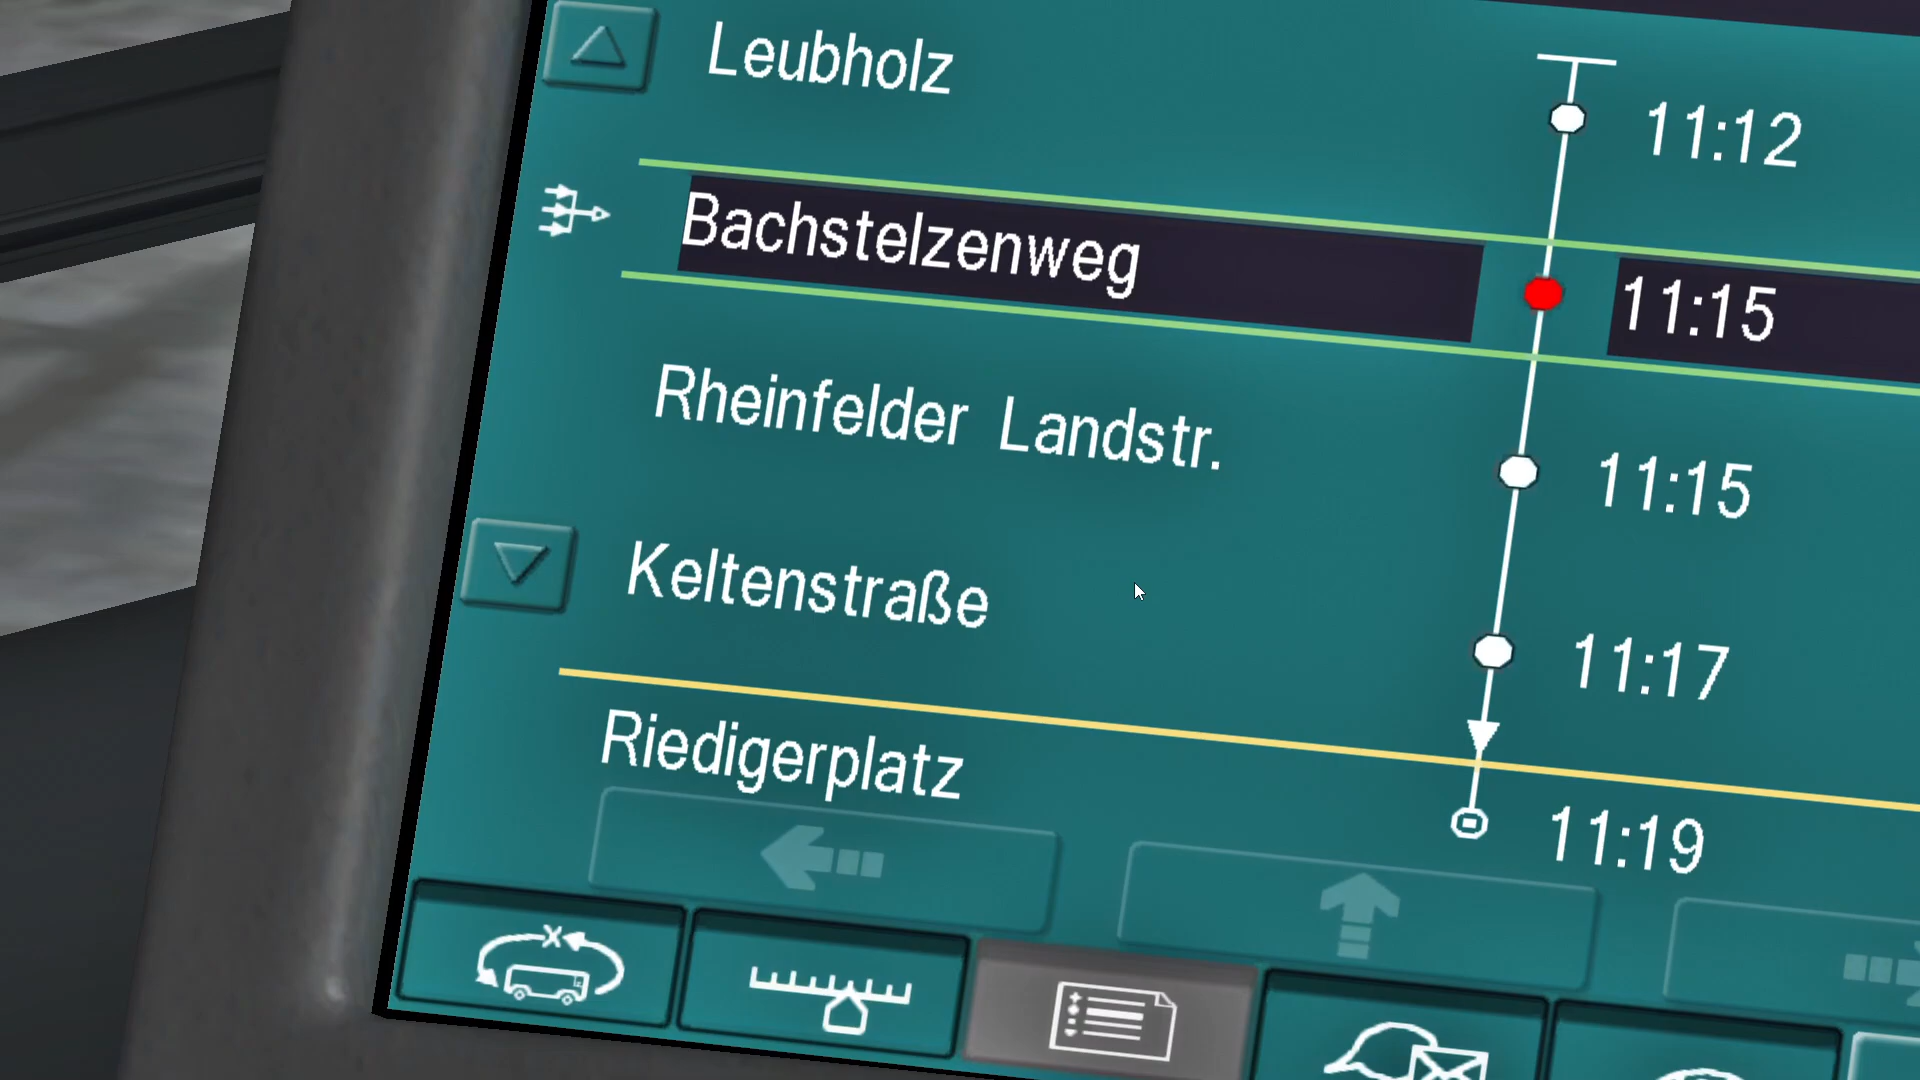 Leubholz 11:12
Bachstelzenweg 11:15
Rheinfelder Landstr. 11:15
Keltenstraße 11:17
Riedigerplatz 11:19